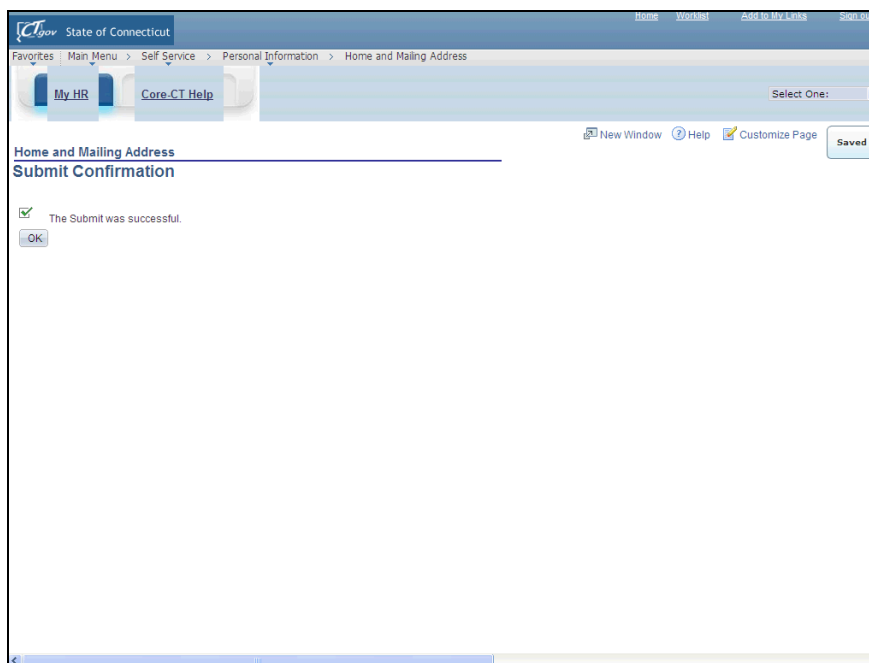 Home Worklist Add to My Links Sign ou
CTgov State of Connecticut
Favorites Main Menu > Self Service > Personal Information > Home and Mailing Address
My HR Core-CT Help Select One:
New Window Help Customize Page Saved
Home and Mailing Address
Submit Confirmation
The Submit was successful.
OK